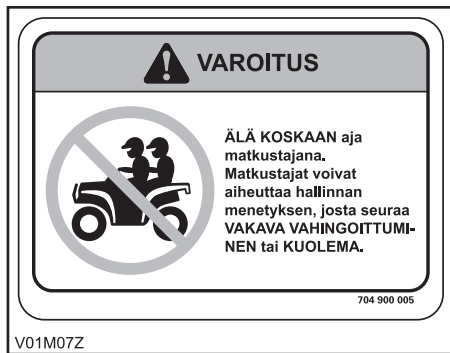 VAROITUS
ÄLÄ KOSKAAN aja
matkustajana.
Matkustajat voivat
aiheuttaa hallinnan
menetyksen, josta seuraa
VAKAVA VAHINGOITTUMI-
NEN tai KUOLEMA.
704 900 005
V01M07Z